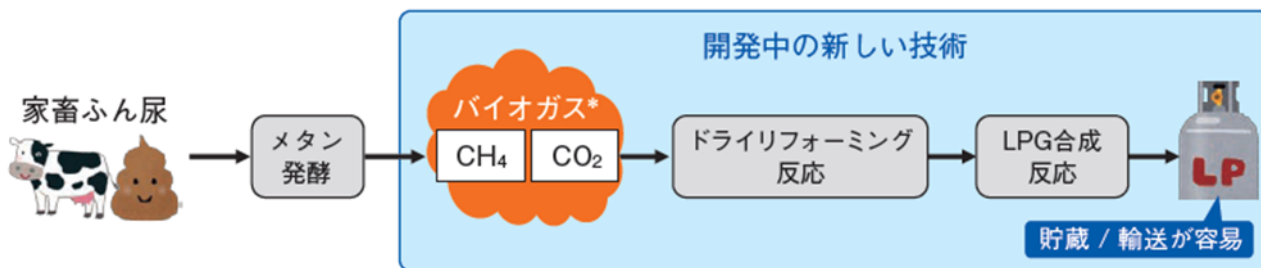 開発中の新しい技術
家畜ふん尿
メタン
発酵
バイオガス*
CH₄
CO₂
ドライリフォーミング
反応
LPG合成
反応
LP
貯蔵 / 輸送が容易